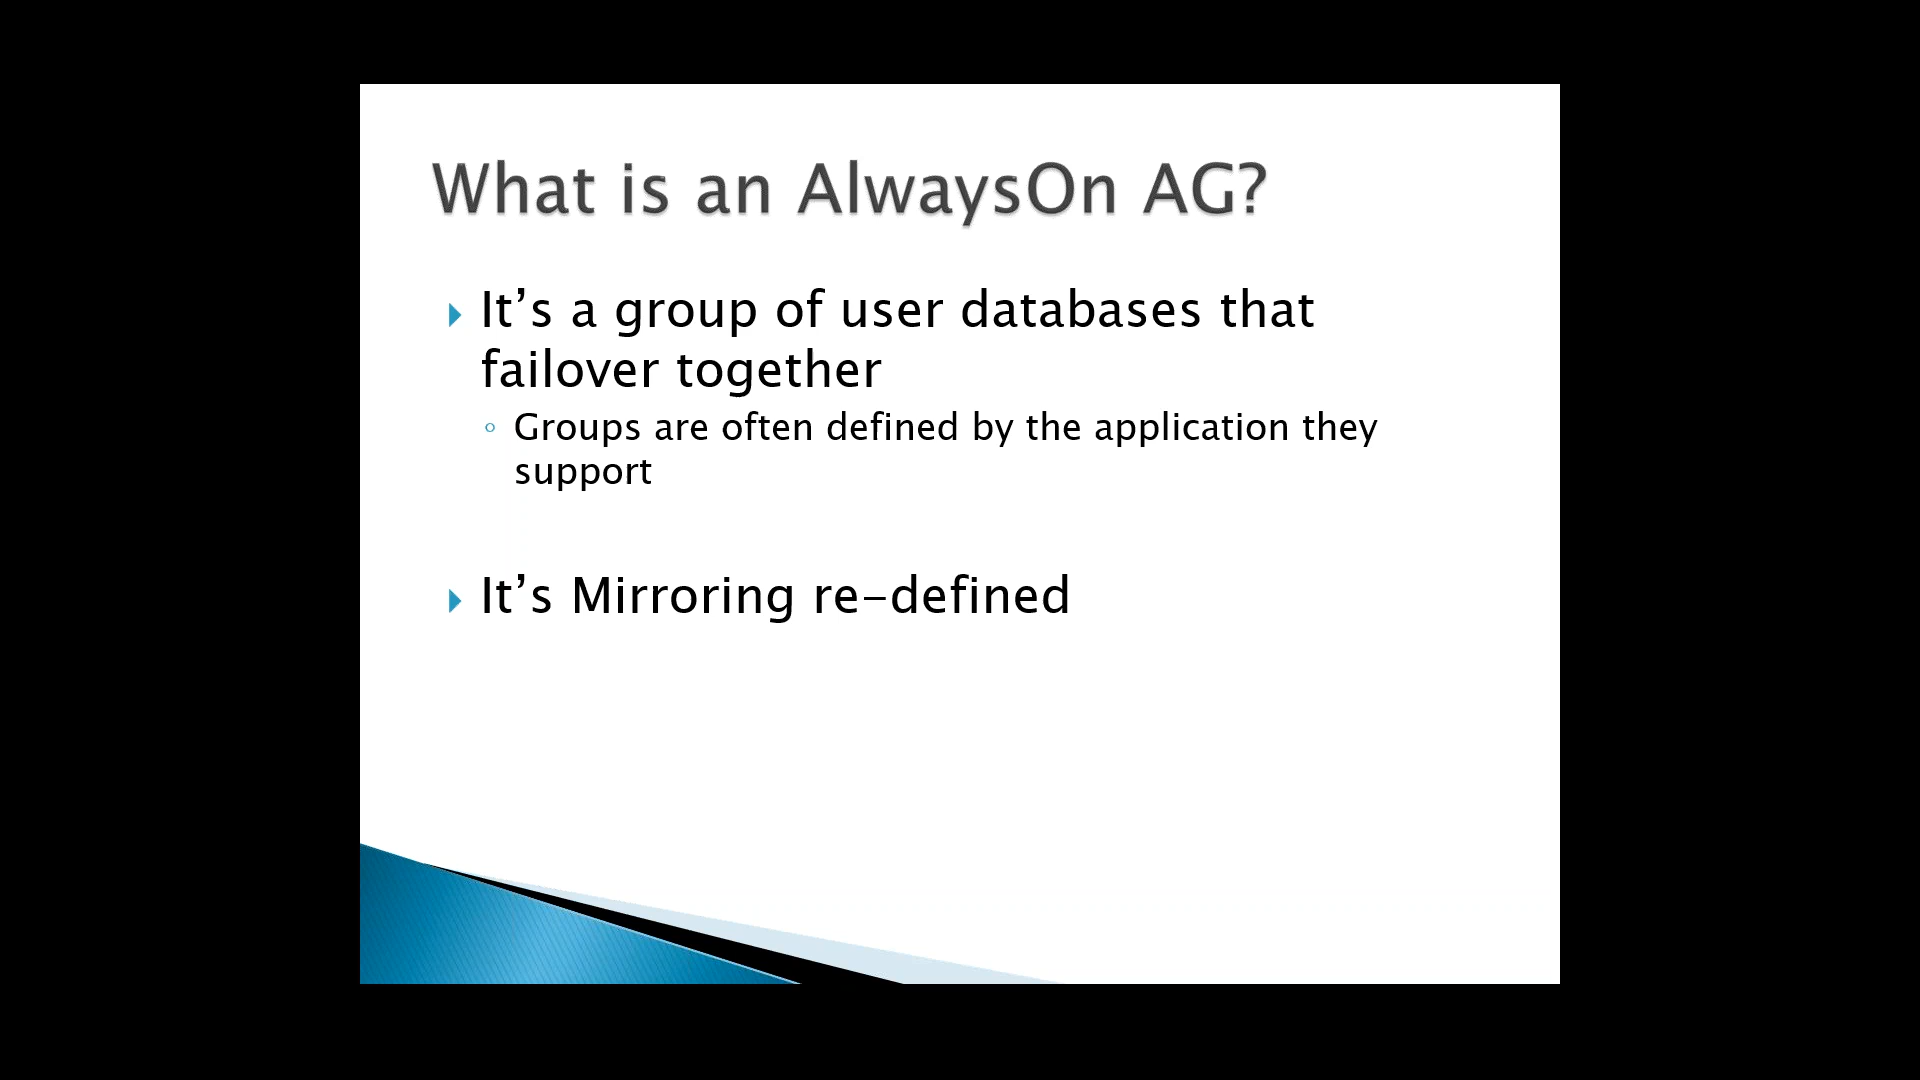 What is an AlwaysOn AG?
It’s a group of user databases that
failover together
Groups are often defined by the application they
support
It’s Mirroring re-defined